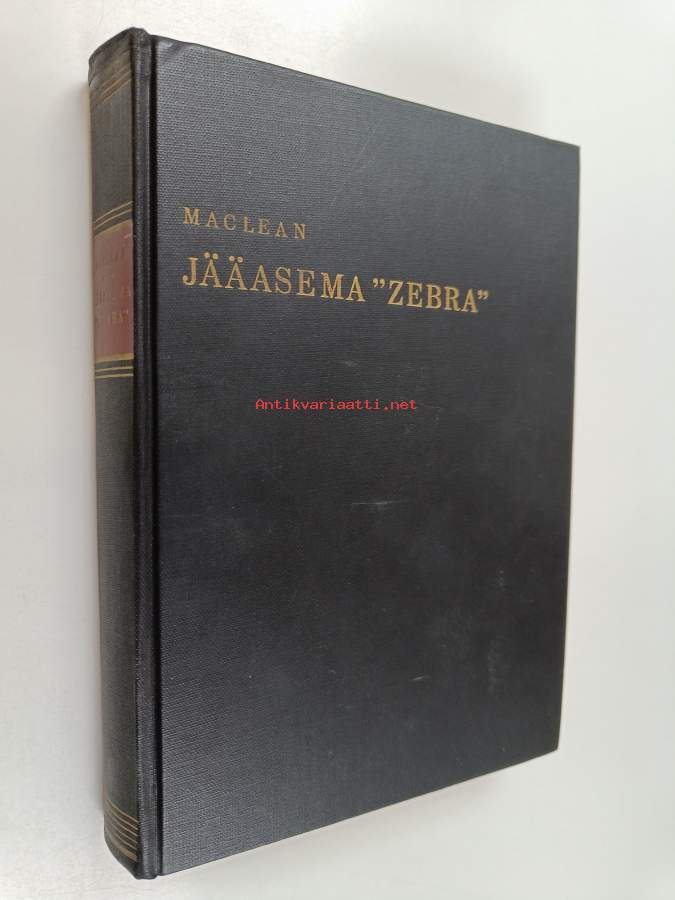 MACLEAN
JÄÄASEMA ”ZEBRA”
Antikvariaatti.net